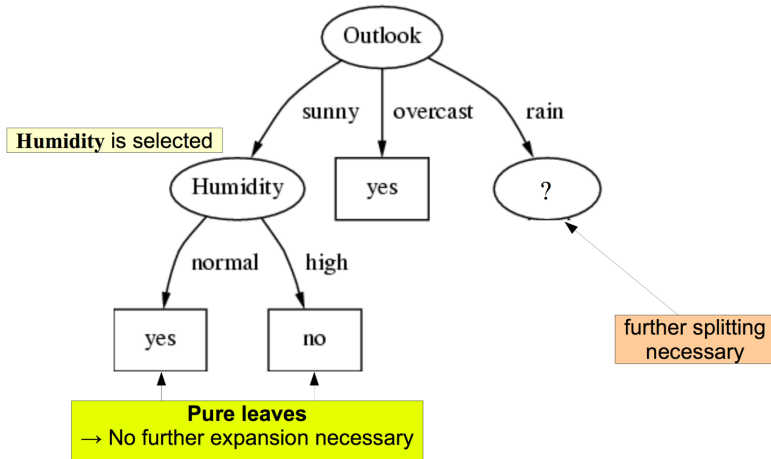 Outlook
sunny overcast rain
Humidity is selected
Humidity yes ?
normal high
yes no
further splitting
necessary
Pure leaves
→ No further expansion necessary